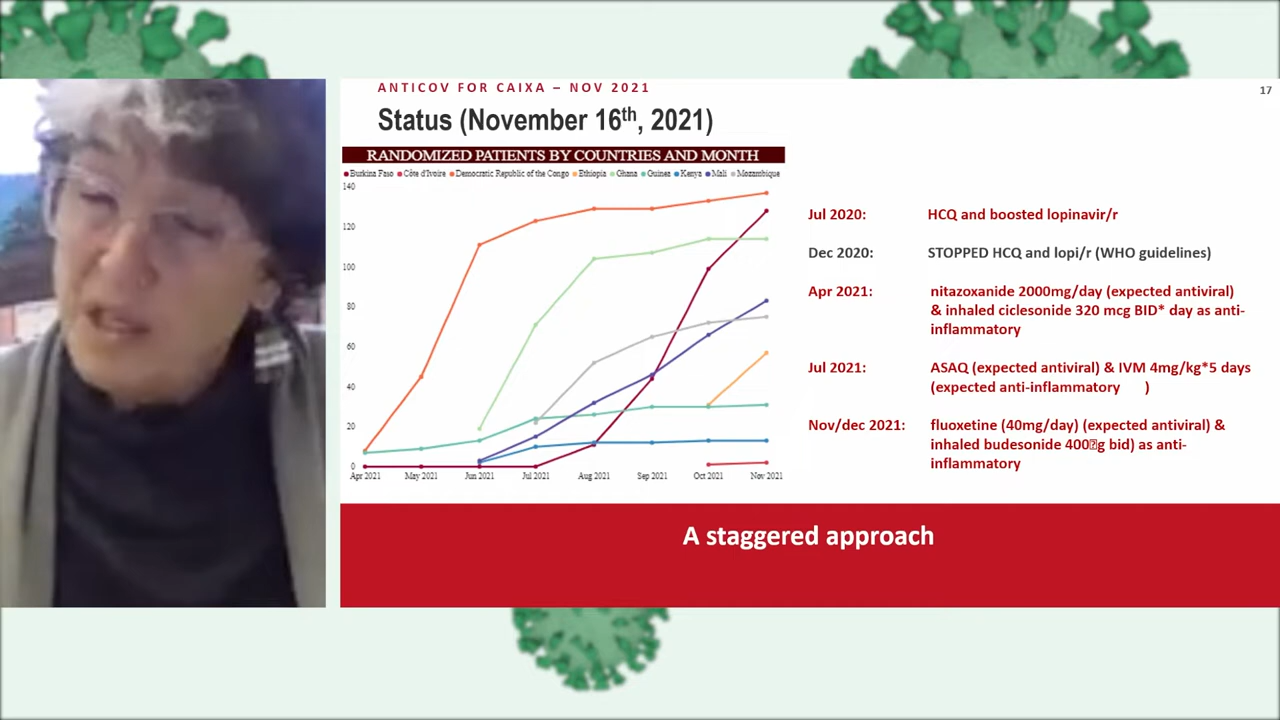 ANTICOV FOR CAIXA – NOV 2021
17
Status (November 16th, 2021)
RANDOMIZED PATIENTS BY COUNTRIES AND MONTH
Burkina Faso Côte d'Ivoire Democratic Republic of the Congo Ethiopia Ghana Guinea Kenya Mali Mozambique
140
120
100
80
60
40
20
0
Apr 2021 May 2021 Jun 2021 Jul 2021 Aug 2021 Sep 2021 Oct 2021 Nov 2021
Jul 2020: HCQ and boosted lopinavir/r
Dec 2020: STOPPED HCQ and lopi/r (WHO guidelines)
Apr 2021: nitazoxanide 2000mg/day (expected antiviral)
& inhaled ciclesonide 320 mcg BID* day as anti-
inflammatory
Jul 2021: ASAQ (expected antiviral) & IVM 4mg/kg*5 days
(expected anti-inflammatory )
Nov/dec 2021: fluoxetine (40mg/day) (expected antiviral) &
inhaled budesonide 400▯g bid) as anti-
inflammatory
A staggered approach